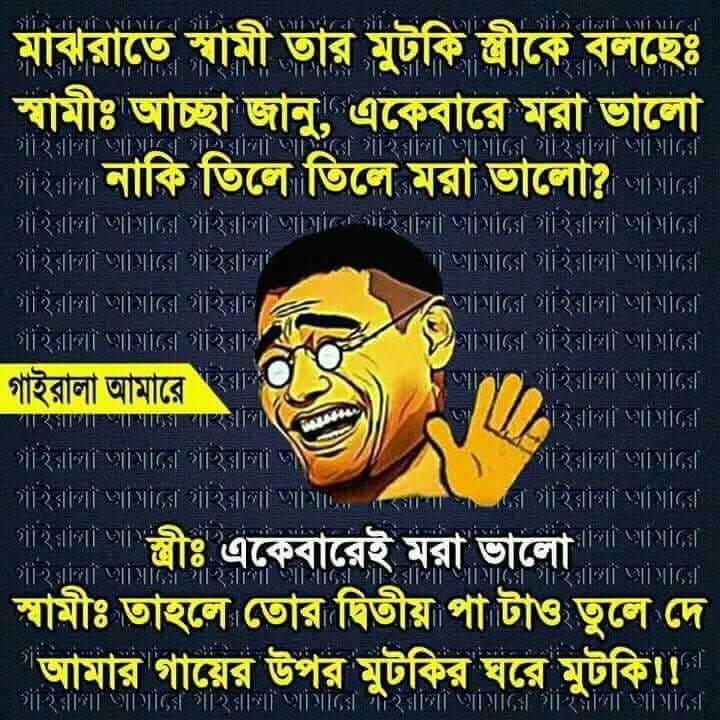 মাঝরাতে স্বামী তার মুটকি স্ত্রীকে বলছেঃ
স্বামীঃ আচ্ছা জানু, একেবারে মরা ভালো
নাকি তিলে তিলে মরা ভালো?
গাইরালা আমারে
স্ত্রীঃ একেবারেই মরা ভালো
স্বামীঃ তাহলে তোর দ্বিতীয় পা টাও তুলে দে
আমার গায়ের উপর মুটকির ঘরে মুটকি!!